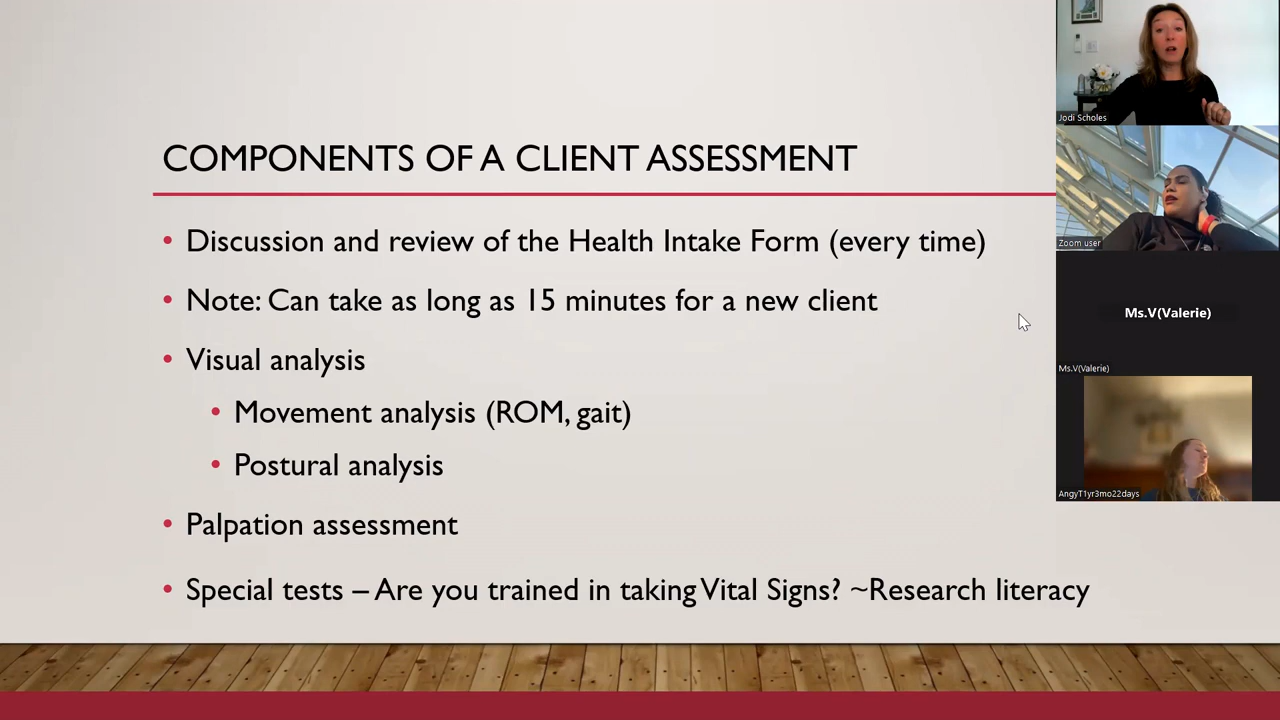 COMPONENTS OF A CLIENT ASSESSMENT
• Discussion and review of the Health Intake Form (every time)
• Note: Can take as long as 15 minutes for a new client
• Visual analysis
• Movement analysis (ROM, gait)
• Postural analysis
• Palpation assessment
• Special tests – Are you trained in taking Vital Signs? ~Research literacy
Jodi Scholes
Zoom user
Ms.V(Valerie)
Ms.V(Valerie)
AngyT1yr3mo22days